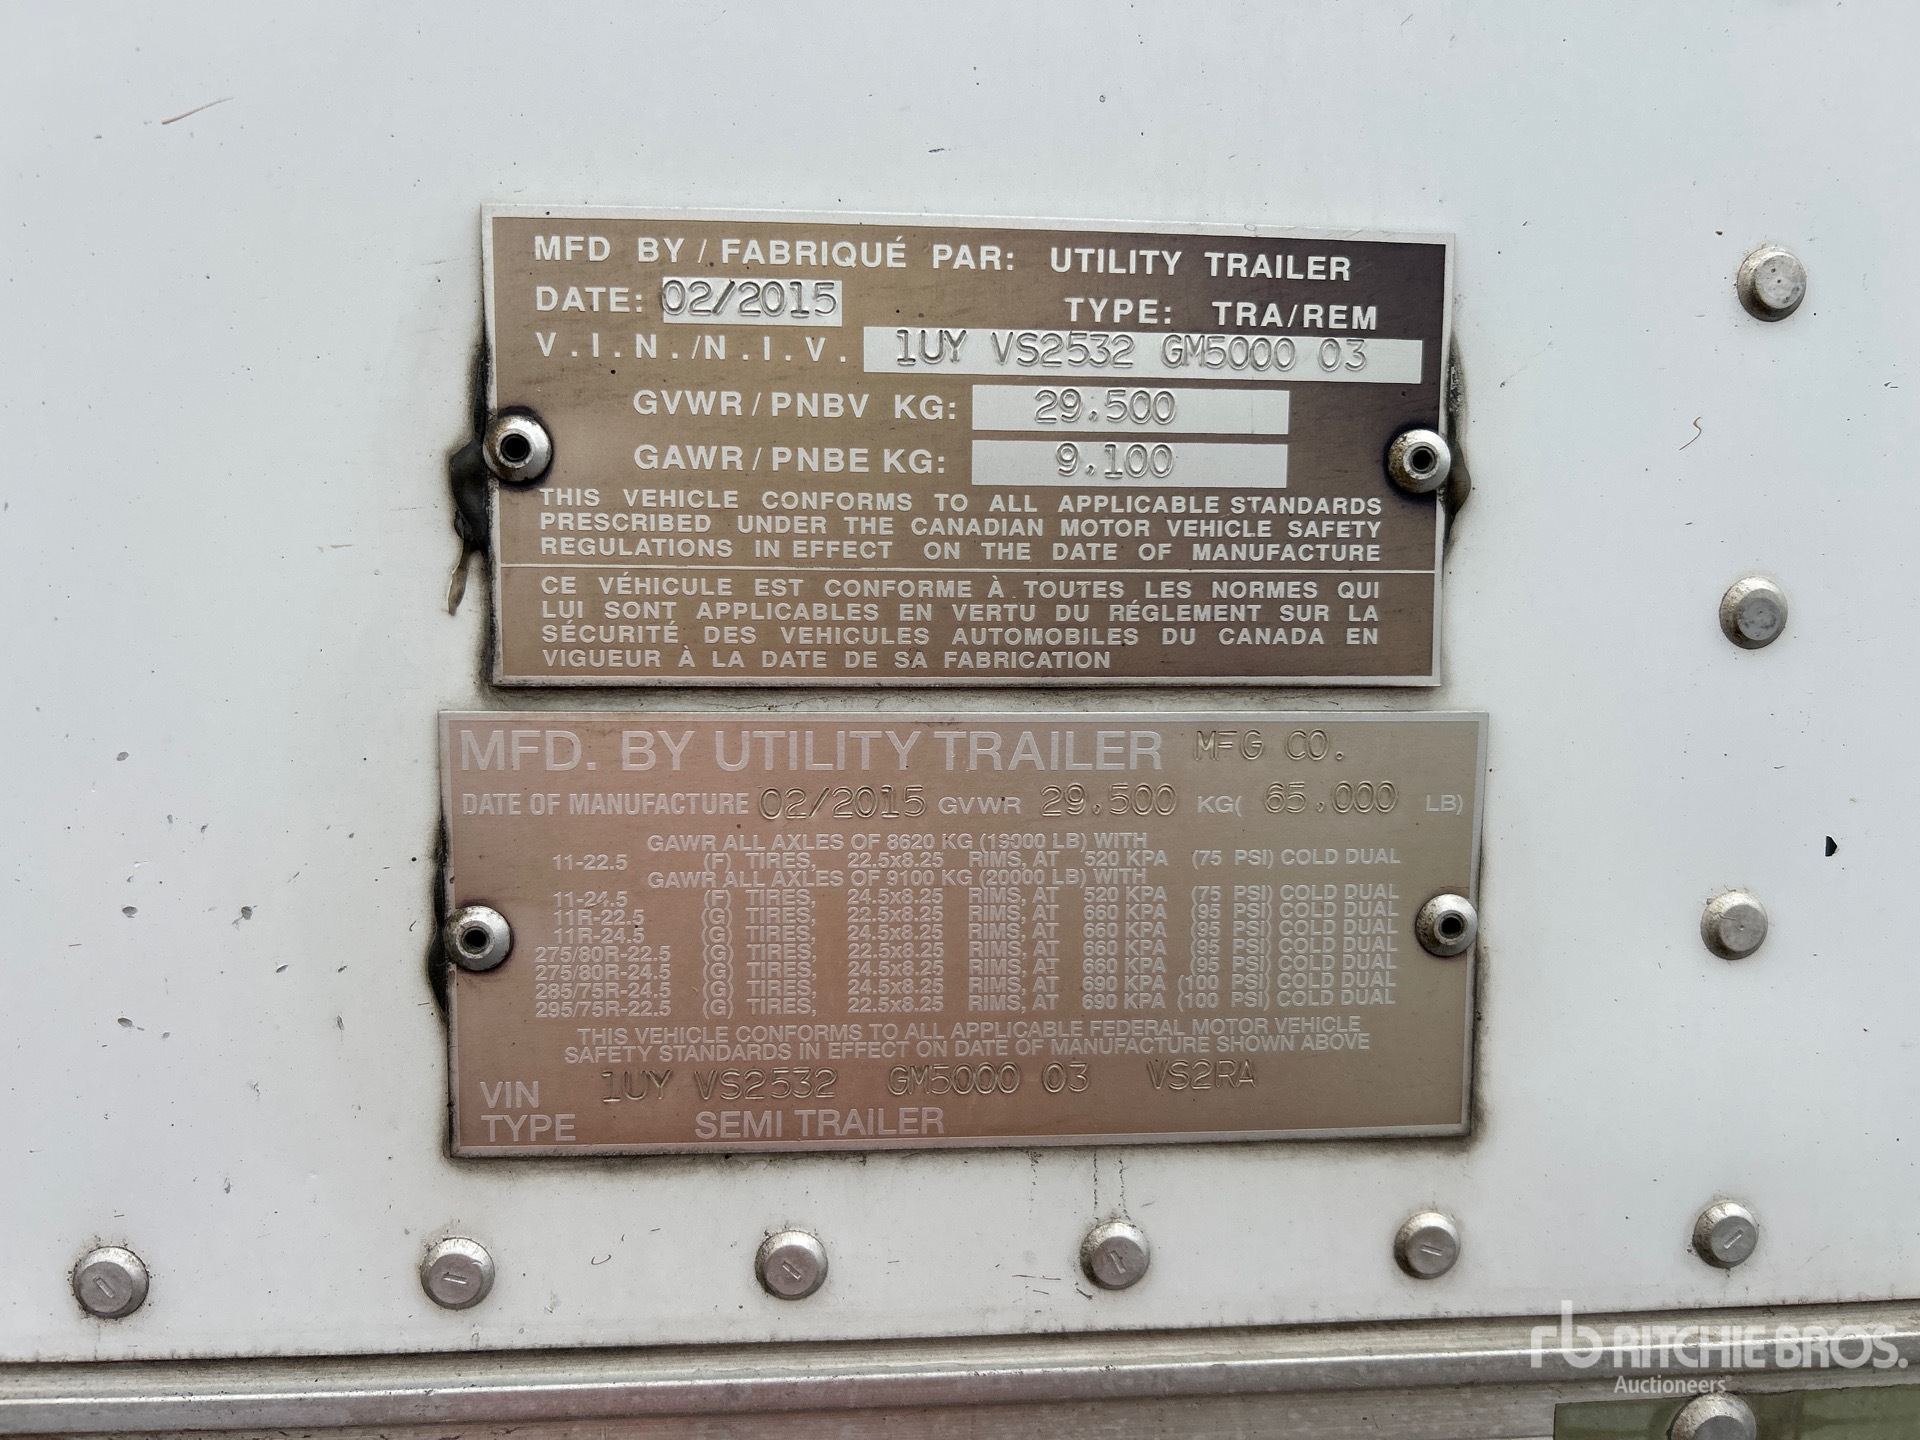 MFD BY / FABRIQUÉ PAR: UTILITY TRAILER
DATE: 02/2015 TYPE: TRA/REM
V.I.N./N.I.V. 1UY VS2532 GM5000 03
GVWR/PNBV KG: 29,500
GAWR/PNBE KG: 9,100
THIS VEHICLE CONFORMS TO ALL APPLICABLE STANDARDS
PRESCRIBED UNDER THE CANADIAN MOTOR VEHICLE SAFETY
REGULATIONS IN EFFECT ON THE DATE OF MANUFACTURE
CE VÉHICULE EST CONFORME À TOUTES LES NORMES QUI
LUI SONT APPLICABLES EN VERTU DU RÉGLEMENT SUR LA
SÉCURITÉ DES VEHICULES AUTOMOBILES DU CANADA EN
VIGUEUR À LA DATE DE SA FABRICATION
MFD. BY UTILITY TRAILER MFG CO.
DATE OF MANUFACTURE 02/2015 GVWR 29,500 KG( 65,000 LB)
GAWR ALL AXLES OF 8620 KG (19000 LB) WITH
11-22.5 (F) TIRES, 22.5x8.25 RIMS, AT 520 KPA (75 PSI) COLD DUAL
GAWR ALL AXLES OF 9100 KG (20000 LB) WITH
11-24.5 (F) TIRES, 24.5x8.25 RIMS, AT 520 KPA (75 PSI) COLD DUAL
11R-22.5 (G) TIRES, 22.5x8.25 RIMS, AT 660 KPA (95 PSI) COLD DUAL
11R-24.5 (G) TIRES, 24.5x8.25 RIMS, AT 660 KPA (95 PSI) COLD DUAL
275/80R-22.5 (G) TIRES, 22.5x8.25 RIMS, AT 660 KPA (95 PSI) COLD DUAL
275/80R-24.5 (G) TIRES, 24.5x8.25 RIMS, AT 660 KPA (95 PSI) COLD DUAL
285/75R-24.5 (G) TIRES, 24.5x8.25 RIMS, AT 690 KPA (100 PSI) COLD DUAL
295/75R-22.5 (G) TIRES, 22.5x8.25 RIMS, AT 690 KPA (100 PSI) COLD DUAL
THIS VEHICLE CONFORMS TO ALL APPLICABLE FEDERAL MOTOR VEHICLE
SAFETY STANDARDS IN EFFECT ON DATE OF MANUFACTURE SHOWN ABOVE
VIN 1UY VS2532 GM5000 03 VS2RA
TYPE SEMI TRAILER
rb RITCHIE BROS.
Auctioneers